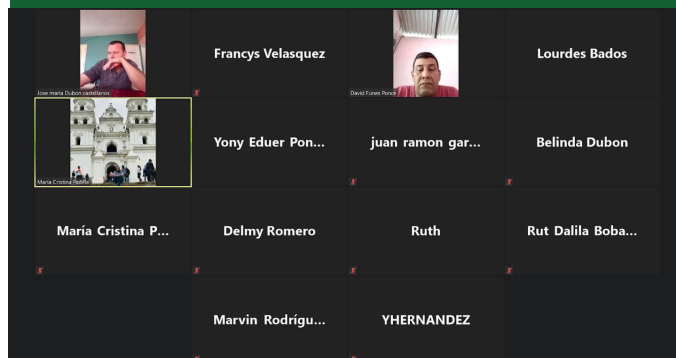 Jose maria Dubon castellanos
Francys Velasquez
David Funes Ponce
Lourdes Bados
Maria Cristina Padilla
Yony Eduer Pon...
juan ramon gar...
Belinda Dubon
María Cristina P...
Delmy Romero
Ruth
Rut Dalila Boba...
Marvin Rodrígu...
YHERNANDEZ